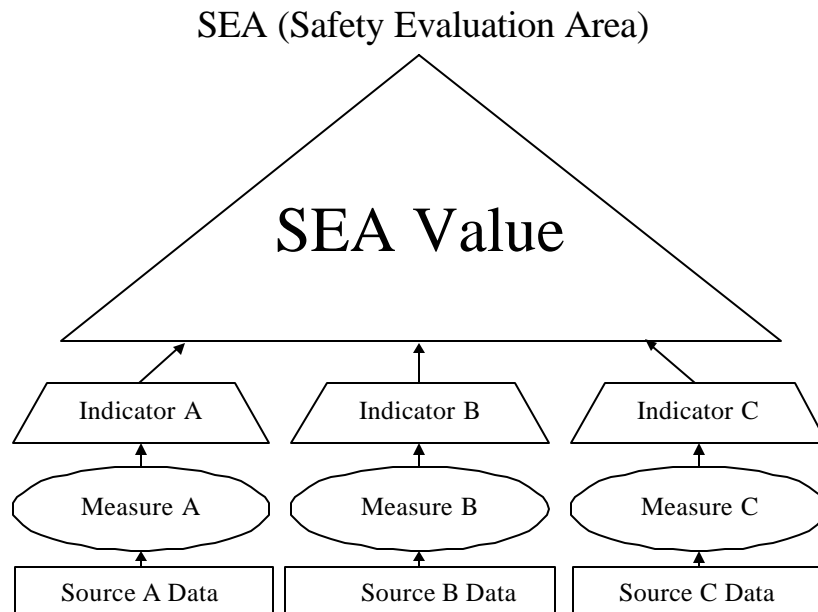 SEA (Safety Evaluation Area)
SEA Value
Indicator A
Indicator B
Indicator C
Measure A
Measure B
Measure C
Source A Data
Source B Data
Source C Data